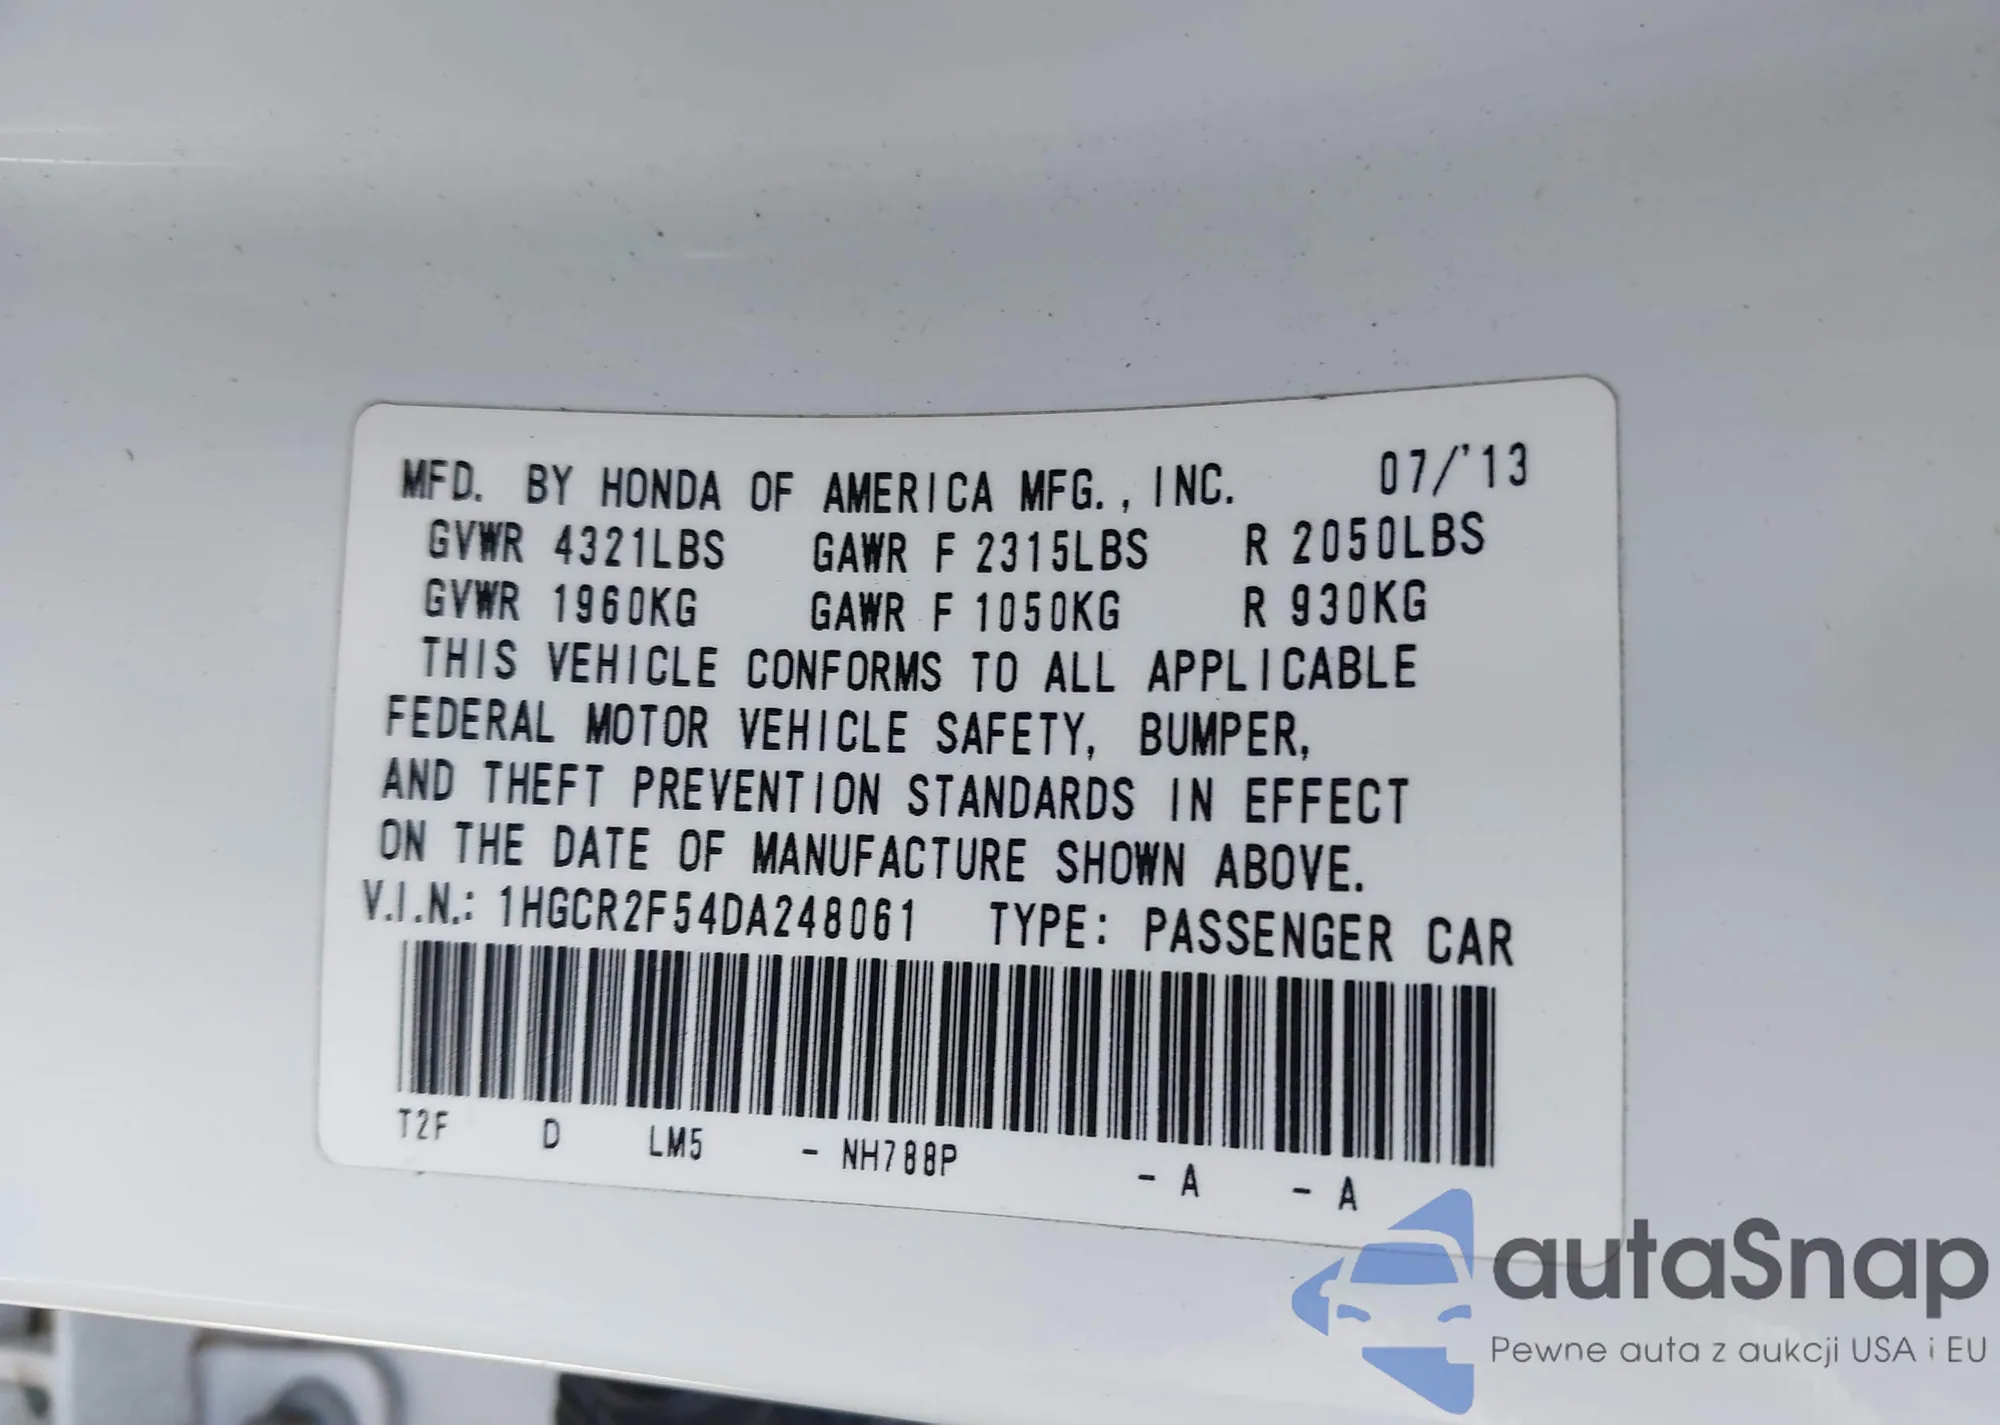 MFD. BY HONDA OF AMERICA MFG., INC. 07/'13
GVWR 4321LBS GAWR F 2315LBS R 2050LBS
GVWR 1960KG GAWR F 1050KG R 930KG
THIS VEHICLE CONFORMS TO ALL APPLICABLE
FEDERAL MOTOR VEHICLE SAFETY, BUMPER,
AND THEFT PREVENTION STANDARDS IN EFFECT
ON THE DATE OF MANUFACTURE SHOWN ABOVE.
V.I.N.: 1HGCR2F54DA248061 TYPE: PASSENGER CAR
T2F D LM5 - NH788P - A - A
autaSnap
Pewne auta z aukcji USA i EU